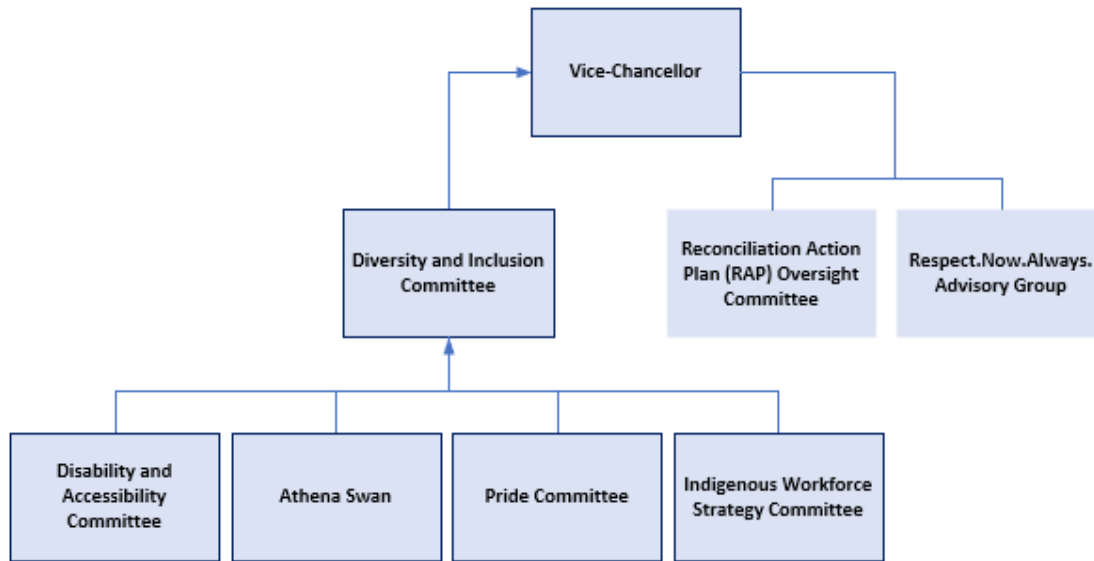 Vice-Chancellor
Diversity and Inclusion
Committee
Reconciliation Action
Plan (RAP) Oversight
Committee
Respect.Now.Always.
Advisory Group
Disability and
Accessibility
Committee
Athena Swan
Pride Committee
Indigenous Workforce
Strategy Committee